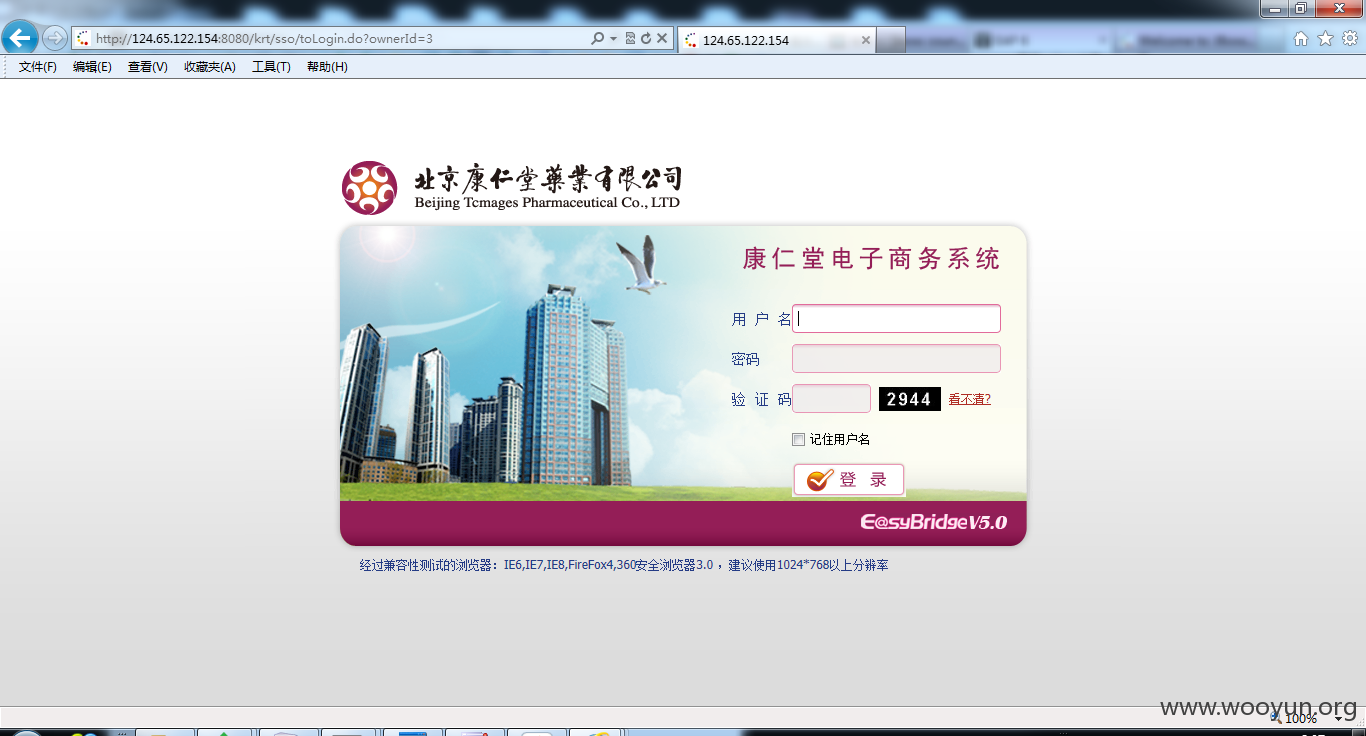 http://124.65.122.154:8080/krt/sso/toLogin.do?ownerId=3
124.65.122.154
文件(F) 编辑(E) 查看(V) 收藏夹(A) 工具(T) 帮助(H)
北京康仁堂藥業有限公司
Beijing Tcmages Pharmaceutical Co., LTD
康仁堂电子商务系统
用 户 名
密码
验 证 码 2944 看不清?
记住用户名
登 录
E@syBridgeV5.0
经过兼容性测试的浏览器：IE6,IE7,IE8,FireFox4,360安全浏览器3.0 ，建议使用1024*768以上分辨率
www.wooyun.org
100%